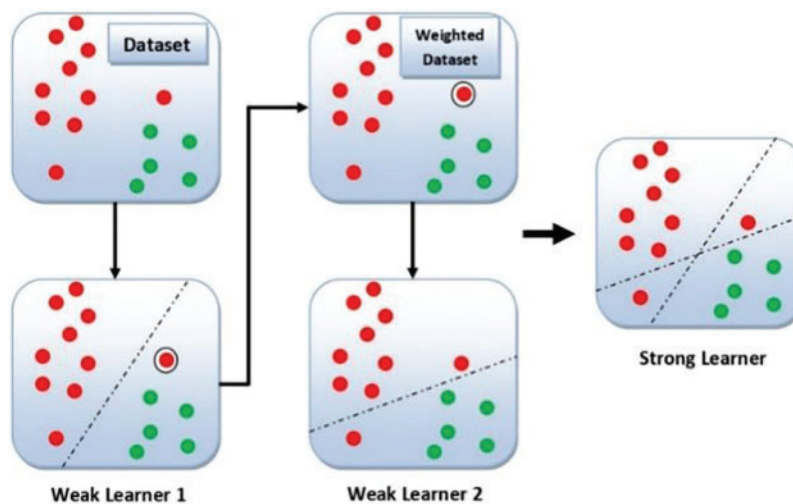 Dataset
Weighted
Dataset
Weak Learner 1
Weak Learner 2
Strong Learner